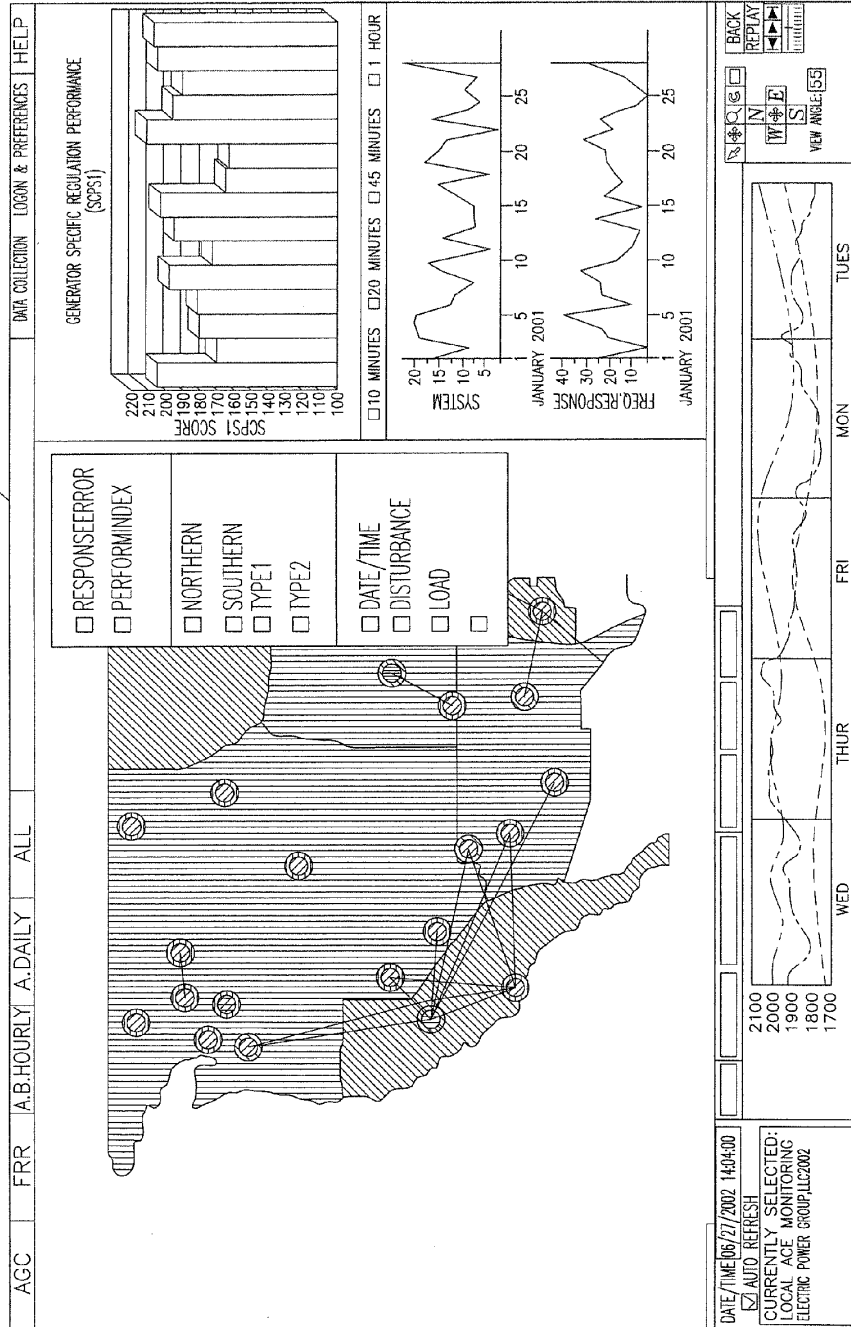 AGC
FRR
A.B.HOURLY
A.DAILY
ALL
DATA COLLECTION
LOGON & PREFERENCES
HELP
□ RESPONSEERROR
□ PERFORMINDEX
□ NORTHERN
□ SOUTHERN
□ TYPE1
□ TYPE2
□ DATE/TIME
□ DISTURBANCE
□ LOAD
□
GENERATOR SPECIFIC REGULATION PERFORMANCE
(SCPS1)
SCPS1 SCORE
220
210
200
190
180
170
160
150
140
130
120
110
100
□ 10 MINUTES □ 20 MINUTES □ 45 MINUTES □ 1 HOUR
SYSTEM
20
15
10
5
1 5 10 15 20 25
JANUARY 2001
FREQ.RESPONSE
40
30
20
10
1 5 10 15 20 25
JANUARY 2001
DATE/TIME 06/27/2002 14:04:00
☑ AUTO REFRESH
CURRENTLY SELECTED:
LOCAL ACE MONITORING
ELECTRIC POWER GROUP,LLC2002
2100
2000
1900
1800
1700
WED THUR FRI MON TUES
BACK
REPLAY
N
W E
S
VIEW ANGLE: 55